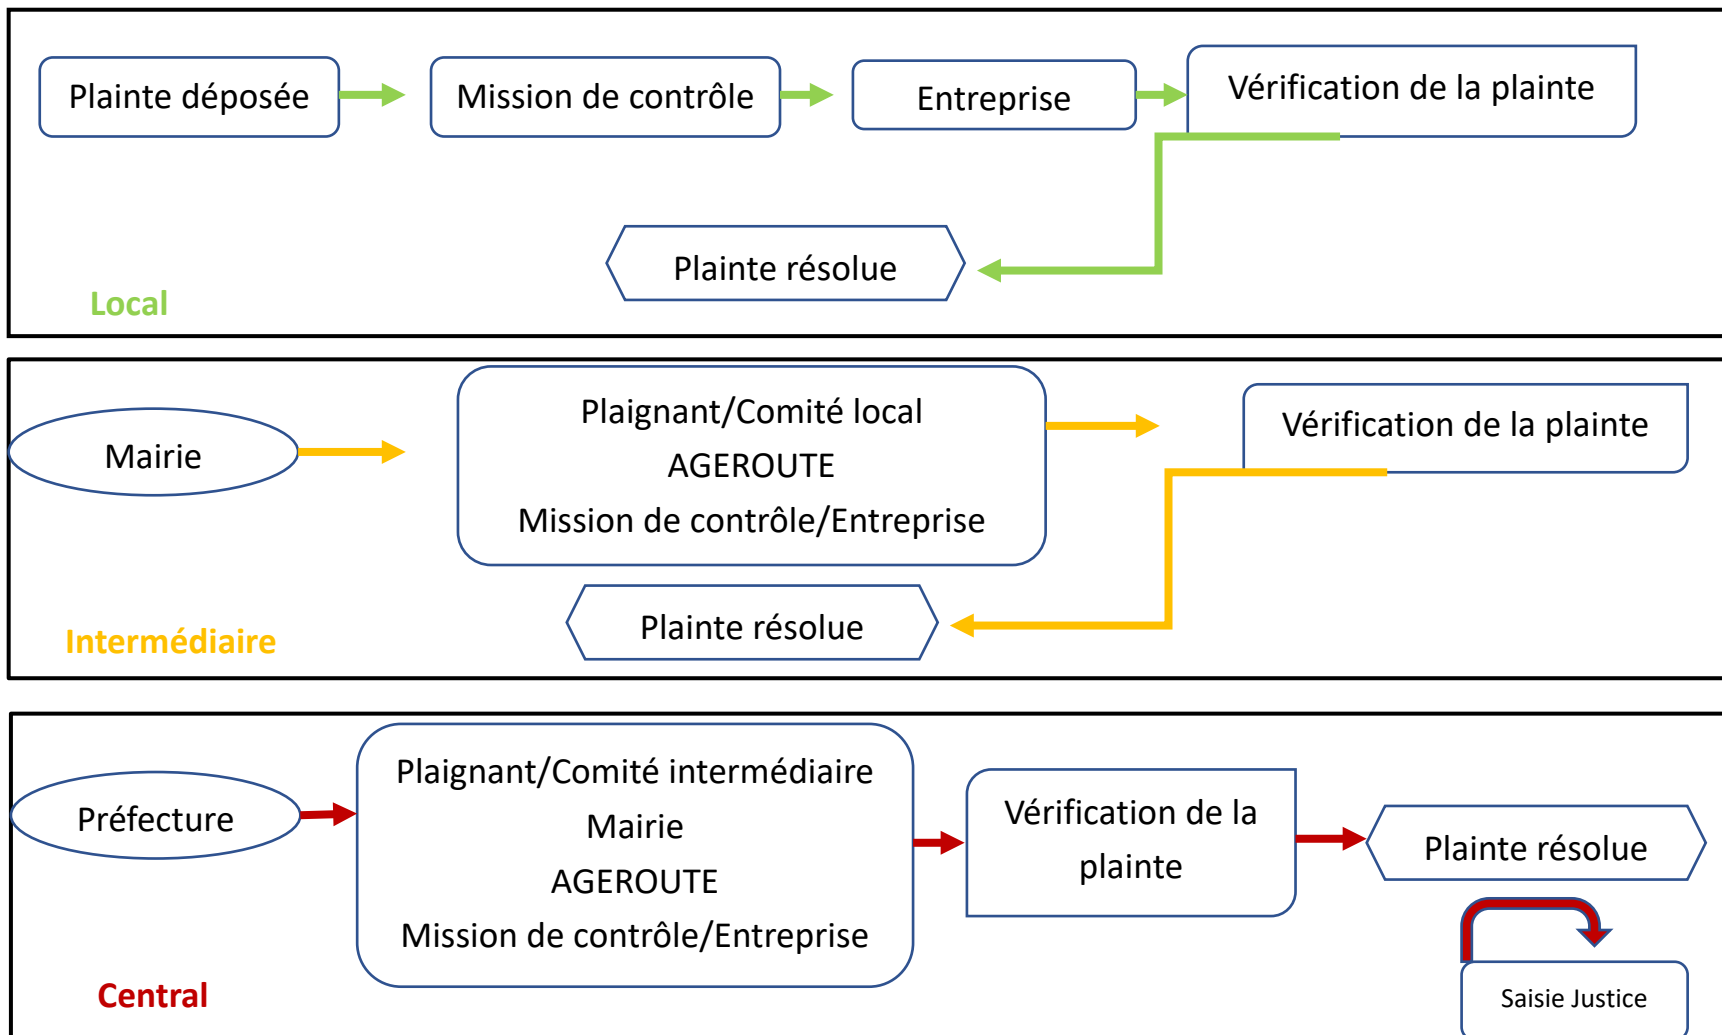 Plainte déposée
Mission de contrôle
Entreprise
Vérification de la plainte
Plainte résolue
Local
Mairie
Plaignant/Comité local
AGEROUTE
Mission de contrôle/Entreprise
Vérification de la plainte
Plainte résolue
Intermédiaire
Préfecture
Plaignant/Comité intermédiaire
Mairie
AGEROUTE
Mission de contrôle/Entreprise
Vérification de la
plainte
Plainte résolue
Saisie Justice
Central